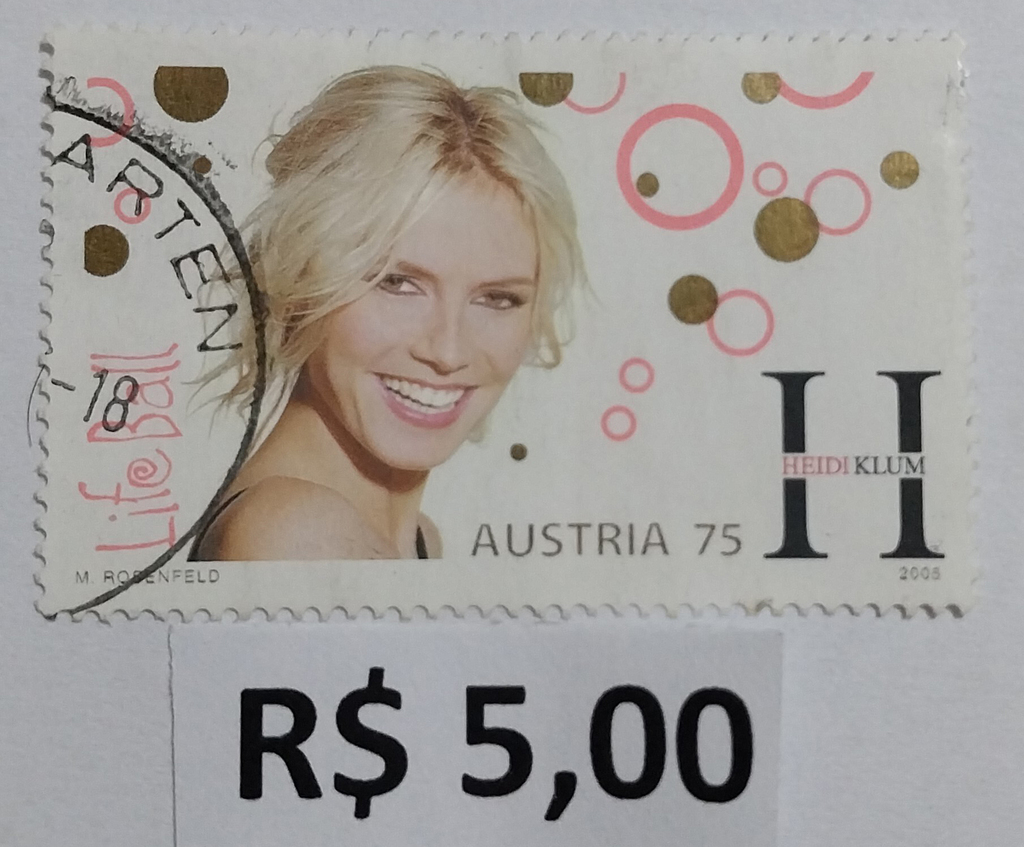 ARTEN
-18
Life Ball
HEIDI KLUM
H
AUSTRIA 75
M. ROSENFELD
2005
R$ 5,00